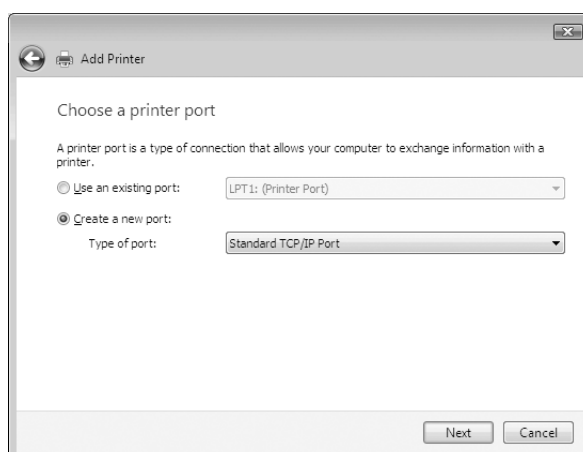 Add Printer
Choose a printer port
A printer port is a type of connection that allows your computer to exchange information with a
printer.
Use an existing port: LPT1: (Printer Port)
Create a new port:
Type of port: Standard TCP/IP Port
Next Cancel